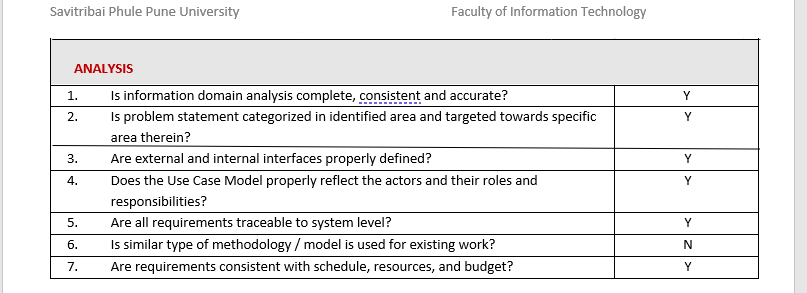 Savitribai Phule Pune University Faculty of Information Technology
ANALYSIS
1. Is information domain analysis complete, consistent and accurate? Y
2. Is problem statement categorized in identified area and targeted towards specific Y
area therein?
3. Are external and internal interfaces properly defined? Y
4. Does the Use Case Model properly reflect the actors and their roles and Y
responsibilities?
5. Are all requirements traceable to system level? Y
6. Is similar type of methodology / model is used for existing work? N
7. Are requirements consistent with schedule, resources, and budget? Y